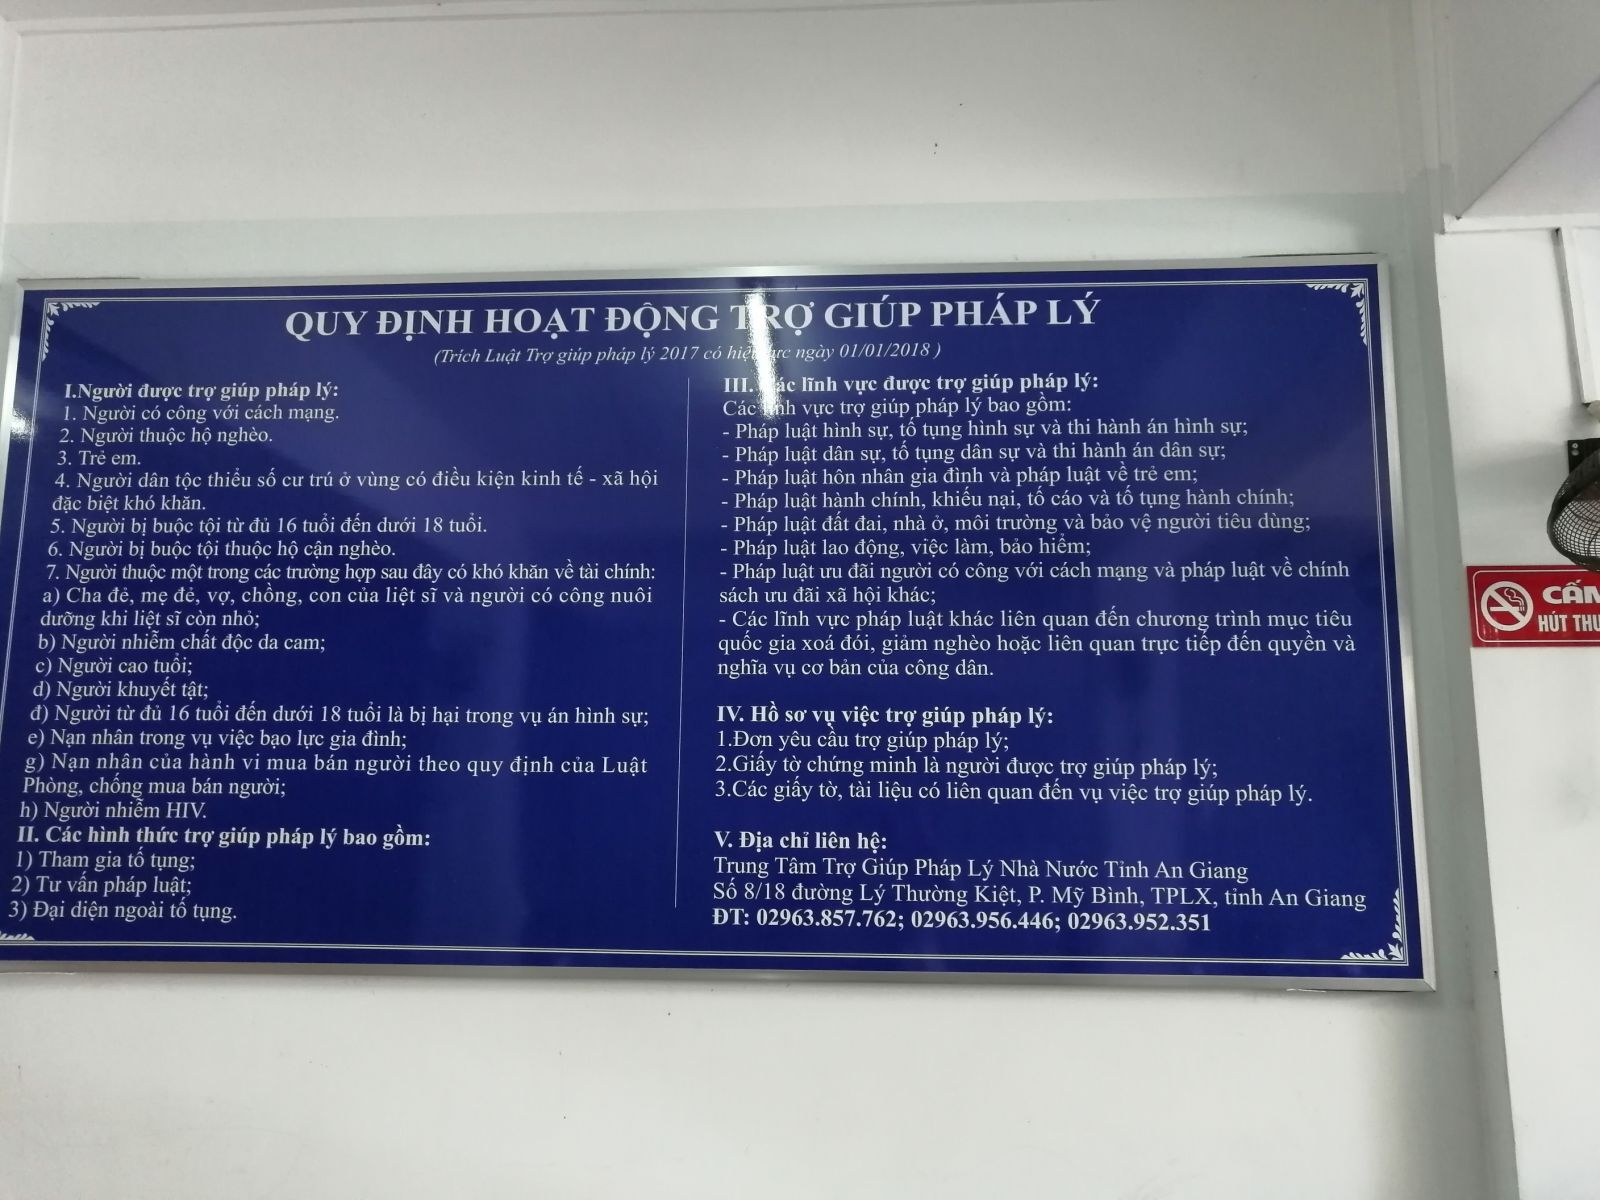 QUY ĐỊNH HOẠT ĐỘNG TRỢ GIÚP PHÁP LÝ
(Trích Luật Trợ giúp pháp lý 2017 có hiệu lực ngày 01/01/2018 )
I.Người được trợ giúp pháp lý:
1. Người có công với cách mạng.
2. Người thuộc hộ nghèo.
3. Trẻ em.
4. Người dân tộc thiểu số cư trú ở vùng có điều kiện kinh tế - xã hội
đặc biệt khó khăn.
5. Người bị buộc tội từ đủ 16 tuổi đến dưới 18 tuổi.
6. Người bị buộc tội thuộc hộ cận nghèo.
7. Người thuộc một trong các trường hợp sau đây có khó khăn về tài chính:
a) Cha đẻ, mẹ đẻ, vợ, chồng, con của liệt sĩ và người có công nuôi
dưỡng khi liệt sĩ còn nhỏ;
b) Người nhiễm chất độc da cam;
c) Người cao tuổi;
d) Người khuyết tật;
đ) Người từ đủ 16 tuổi đến dưới 18 tuổi là bị hại trong vụ án hình sự;
e) Nạn nhân trong vụ việc bạo lực gia đình;
g) Nạn nhân của hành vi mua bán người theo quy định của Luật
Phòng, chống mua bán người;
h) Người nhiễm HIV.
II. Các hình thức trợ giúp pháp lý bao gồm:
1) Tham gia tố tụng;
2) Tư vấn pháp luật;
3) Đại diện ngoài tố tụng.
III. Các lĩnh vực được trợ giúp pháp lý:
Các lĩnh vực trợ giúp pháp lý bao gồm:
- Pháp luật hình sự, tố tụng hình sự và thi hành án hình sự;
- Pháp luật dân sự, tố tụng dân sự và thi hành án dân sự;
- Pháp luật hôn nhân gia đình và pháp luật về trẻ em;
- Pháp luật hành chính, khiếu nại, tố cáo và tố tụng hành chính;
- Pháp luật đất đai, nhà ở, môi trường và bảo vệ người tiêu dùng;
- Pháp luật lao động, việc làm, bảo hiểm;
- Pháp luật ưu đãi người có công với cách mạng và pháp luật về chính
sách ưu đãi xã hội khác;
- Các lĩnh vực pháp luật khác liên quan đến chương trình mục tiêu
quốc gia xoá đói, giảm nghèo hoặc liên quan trực tiếp đến quyền và
nghĩa vụ cơ bản của công dân.
IV. Hồ sơ vụ việc trợ giúp pháp lý:
1.Đơn yêu cầu trợ giúp pháp lý;
2.Giấy tờ chứng minh là người được trợ giúp pháp lý;
3.Các giấy tờ, tài liệu có liên quan đến vụ việc trợ giúp pháp lý.
V. Địa chỉ liên hệ:
Trung Tâm Trợ Giúp Pháp Lý Nhà Nước Tỉnh An Giang
Số 8/18 đường Lý Thường Kiệt, P. Mỹ Bình, TPLX, tỉnh An Giang
ĐT: 02963.857.762; 02963.956.446; 02963.952.351
CẤM
HÚT THU